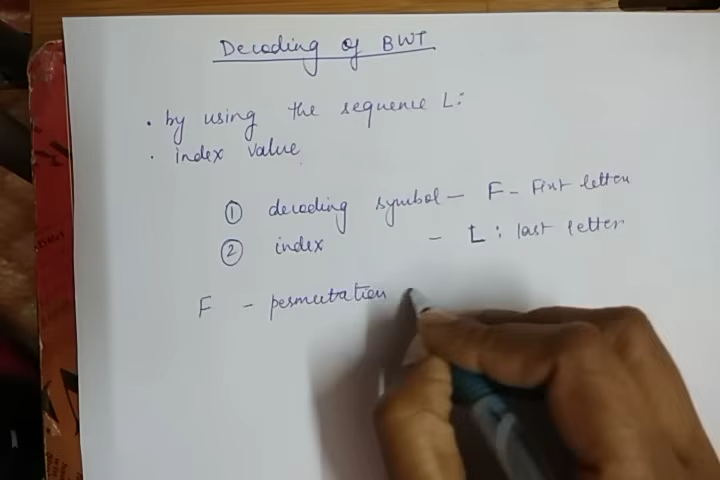 Decoding of BWT
. by using the sequence L:
. index value
① decoding symbol - F - First letter
② index - L : last letter
F - permutation